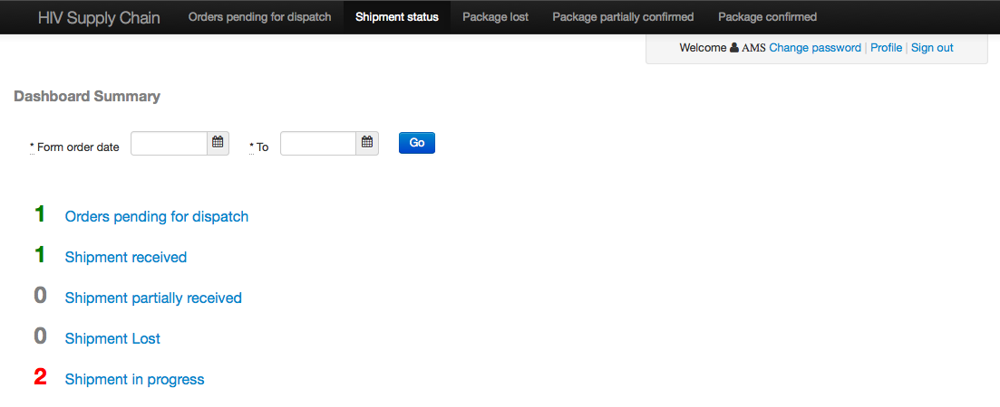 HIV Supply Chain Orders pending for dispatch Shipment status Package lost Package partially confirmed Package confirmed
Welcome AMS Change password | Profile | Sign out
Dashboard Summary
* Form order date * To Go
1 Orders pending for dispatch
1 Shipment received
0 Shipment partially received
0 Shipment Lost
2 Shipment in progress